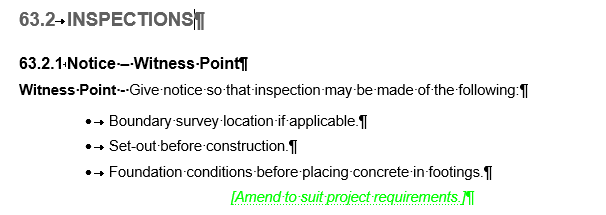 63.2 INSPECTIONS
63.2.1 Notice – Witness Point
Witness Point - Give notice so that inspection may be made of the following:
• Boundary survey location if applicable.
• Set-out before construction.
• Foundation conditions before placing concrete in footings.
[Amend to suit project requirements.]